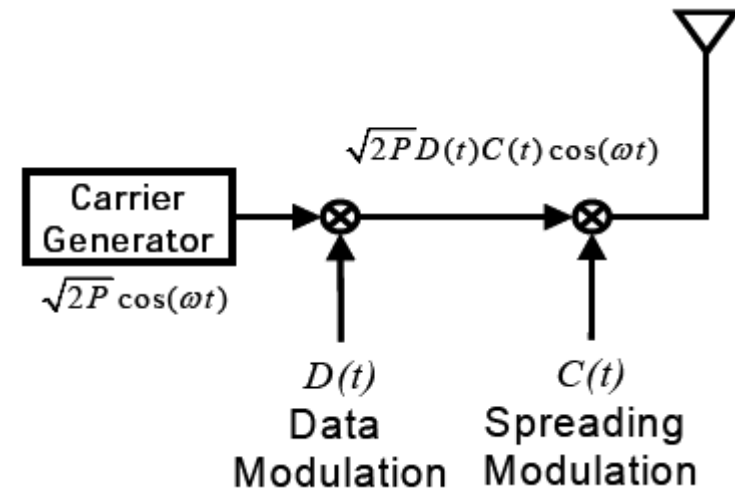 √2P D(t)C(t) cos(ωt)
Carrier
Generator
√2P cos(ωt)
D(t)
Data
Modulation
C(t)
Spreading
Modulation